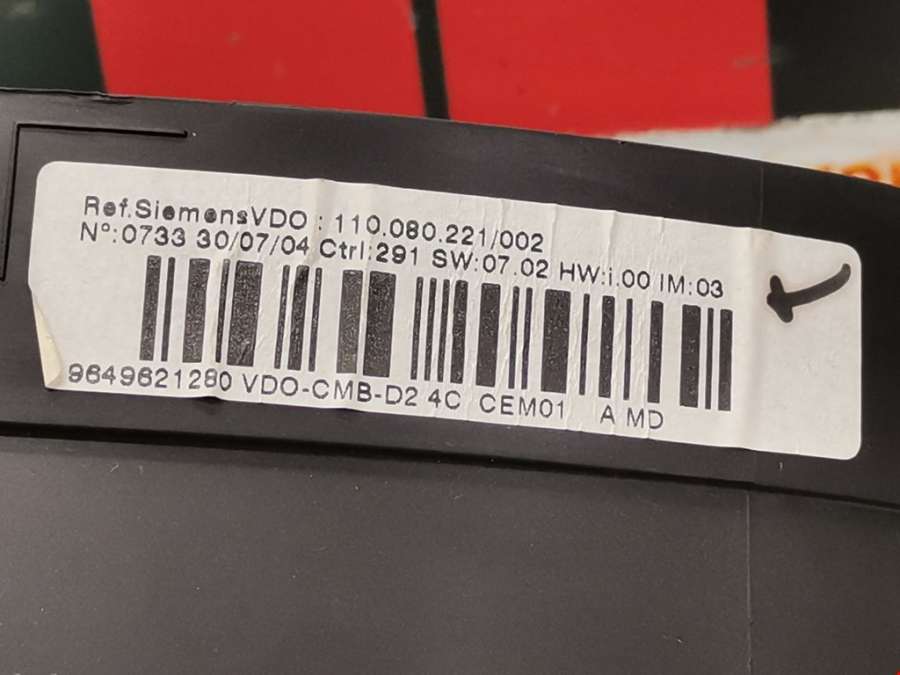 Ref.SiemensVDO : 110.080.221/002
Nº:0733 30/07/04 Ctrl:291 SW:07.02 HW:i.00 IM:03
9649621280 VDO-CMB-D2 4C CEM01 A MD